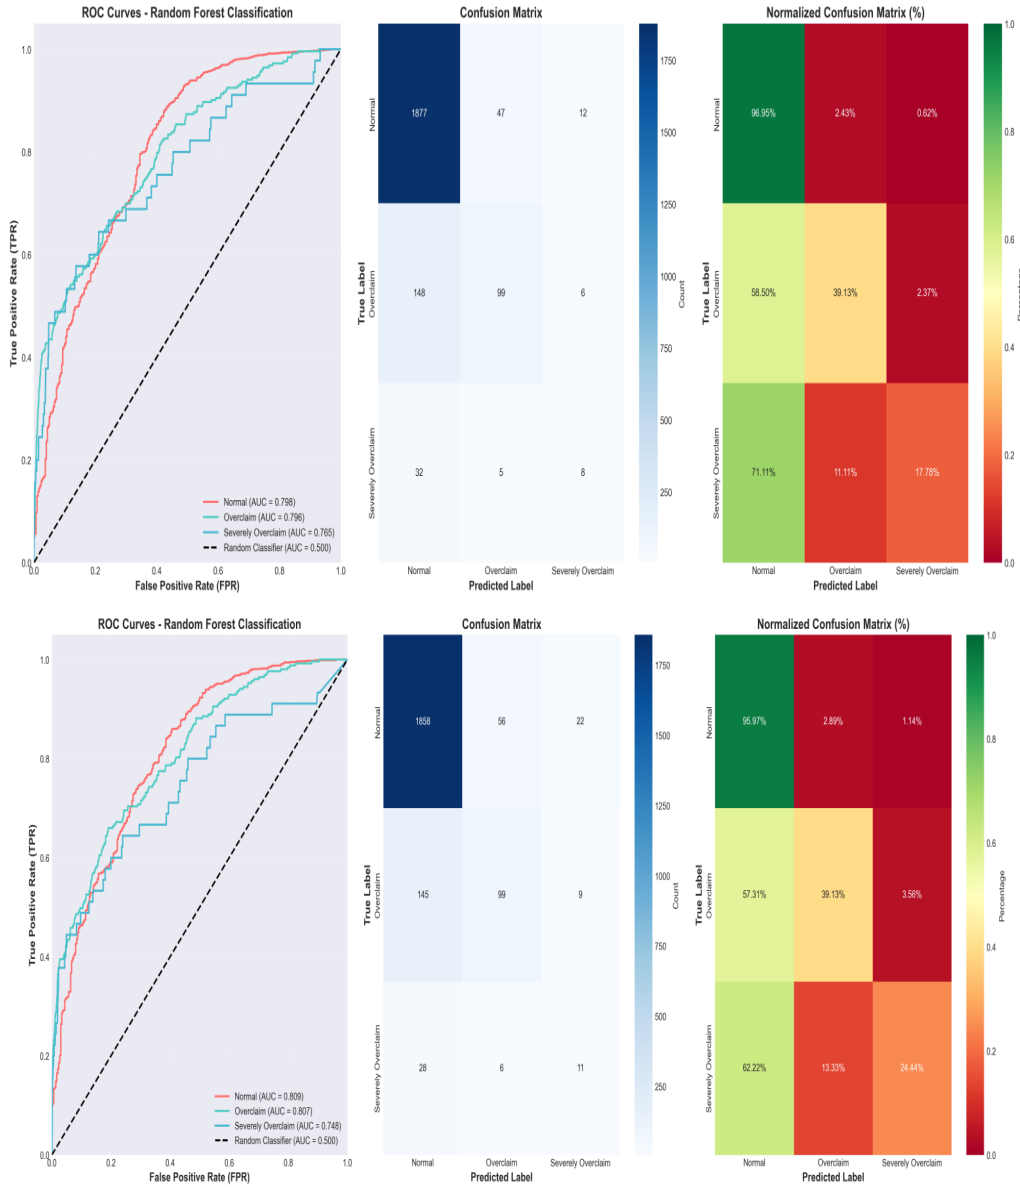 ROC Curves - Random Forest Classification
1.0
0.8
0.6
0.4
0.2
0.0
True Positive Rate (TPR)
Normal (AUC = 0.798)
Overclaim (AUC = 0.796)
Severely Overclaim (AUC = 0.765)
Random Classifier (AUC = 0.500)
0.0 0.2 0.4 0.6 0.8 1.0
False Positive Rate (FPR)
Confusion Matrix
True Label
Normal
1877 47 12
Overclaim
148 99 6
Severely Overclaim
32 5 8
Normal Overclaim Severely Overclaim
Predicted Label
1750
1500
1250
1000
750
500
250
Count
Normalized Confusion Matrix (%)
True Label
Normal
96.95% 2.43% 0.62%
Overclaim
58.50% 39.13% 2.37%
Severely Overclaim
71.11% 11.11% 17.78%
Normal Overclaim Severely Overclaim
Predicted Label
1.0
0.8
0.6
0.4
0.2
0.0
ROC Curves - Random Forest Classification
1.0
0.8
0.6
0.4
0.2
0.0
True Positive Rate (TPR)
Normal (AUC = 0.809)
Overclaim (AUC = 0.807)
Severely Overclaim (AUC = 0.748)
Random Classifier (AUC = 0.500)
0.0 0.2 0.4 0.6 0.8 1.0
False Positive Rate (FPR)
Confusion Matrix
True Label
Normal
1858 56 22
Overclaim
145 99 9
Severely Overclaim
28 6 11
Normal Overclaim Severely Overclaim
Predicted Label
1750
1500
1250
1000
750
500
250
Count
Normalized Confusion Matrix (%)
True Label
Normal
95.97% 2.89% 1.14%
Overclaim
57.31% 39.13% 3.56%
Severely Overclaim
62.22% 13.33% 24.44%
Normal Overclaim Severely Overclaim
Predicted Label
1.0
0.8
0.6
0.4
0.2
0.0
Percentage